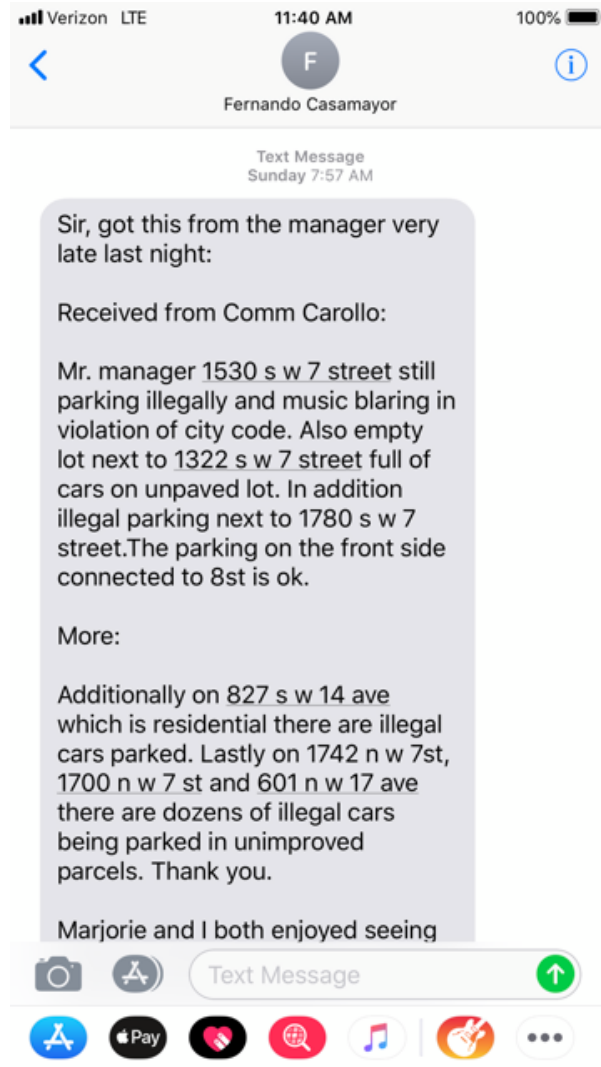 Verizon LTE 11:40 AM 100%
F
Fernando Casamayor
Text Message
Sunday 7:57 AM
Sir, got this from the manager very
late last night:
Received from Comm Carollo:
Mr. manager 1530 s w 7 street still
parking illegally and music blaring in
violation of city code. Also empty
lot next to 1322 s w 7 street full of
cars on unpaved lot. In addition
illegal parking next to 1780 s w 7
street.The parking on the front side
connected to 8st is ok.
More:
Additionally on 827 s w 14 ave
which is residential there are illegal
cars parked. Lastly on 1742 n w 7st,
1700 n w 7 st and 601 n w 17 ave
there are dozens of illegal cars
being parked in unimproved
parcels. Thank you.
Marjorie and I both enjoyed seeing
Text Message
Pay